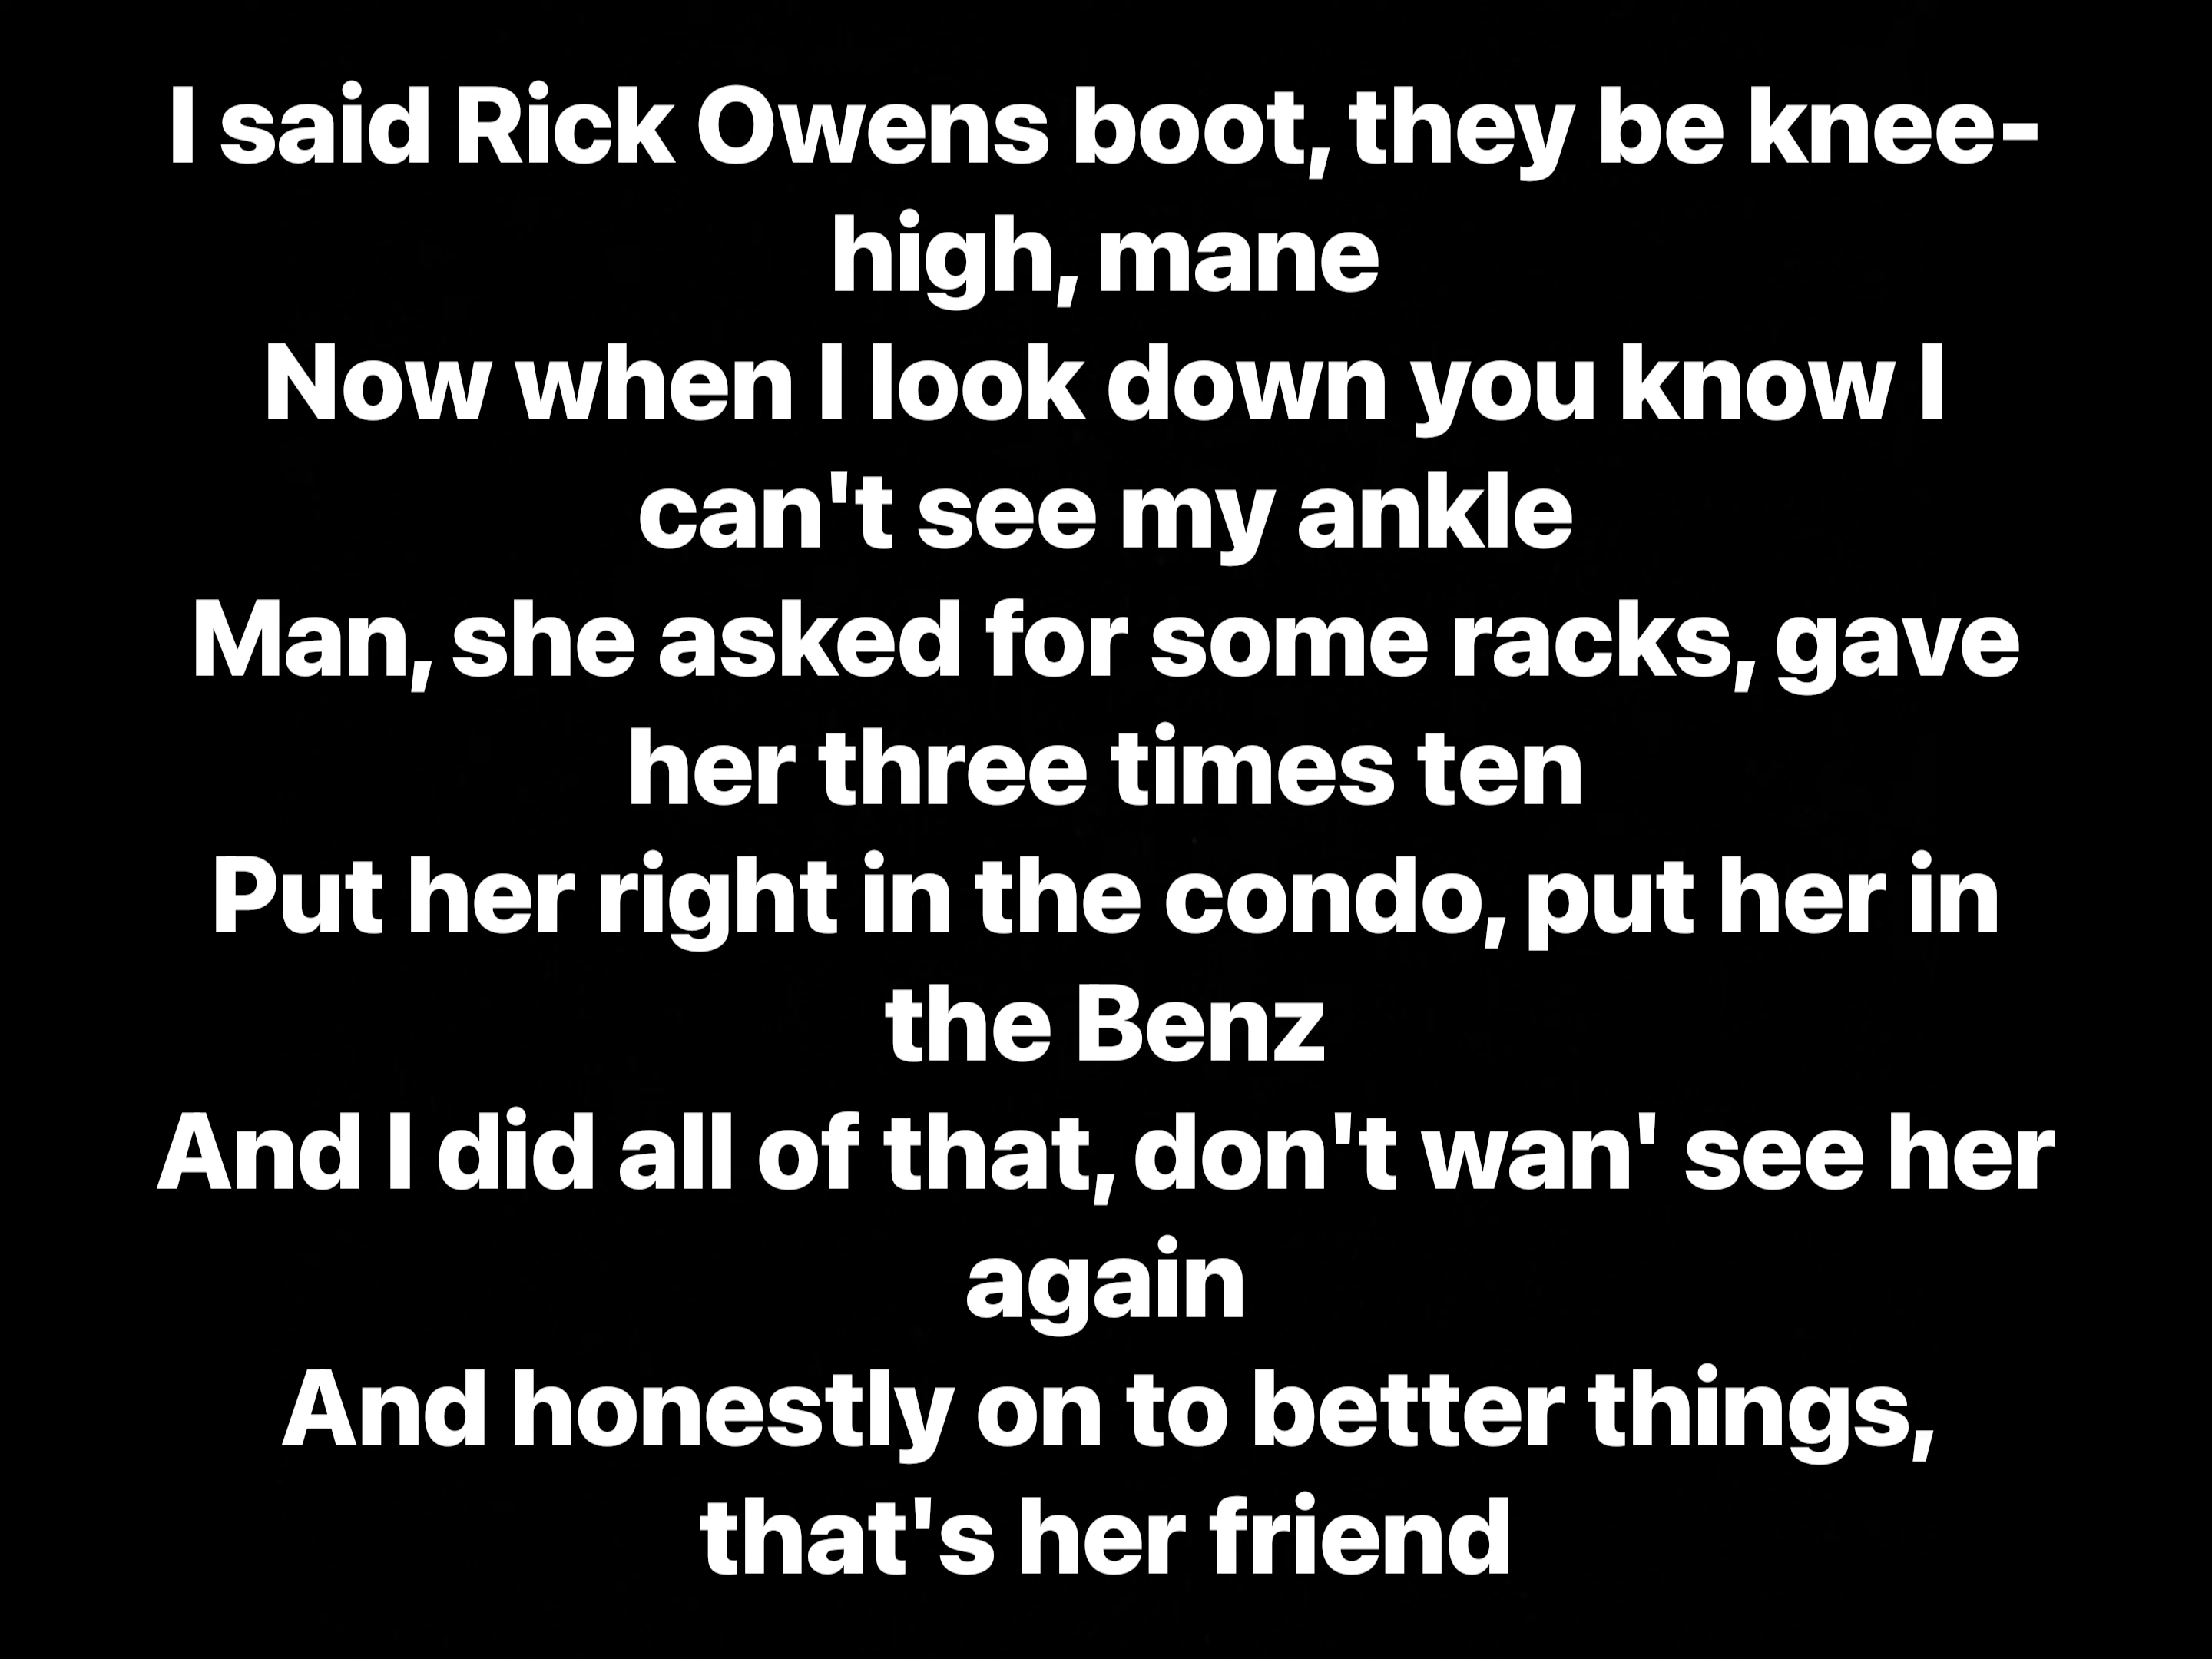 I said Rick Owens boot, they be knee-
high, mane
Now when I look down you know I
can't see my ankle
Man, she asked for some racks, gave
her three times ten
Put her right in the condo, put her in
the Benz
And I did all of that, don't wan' see her
again
And honestly on to better things,
that's her friend